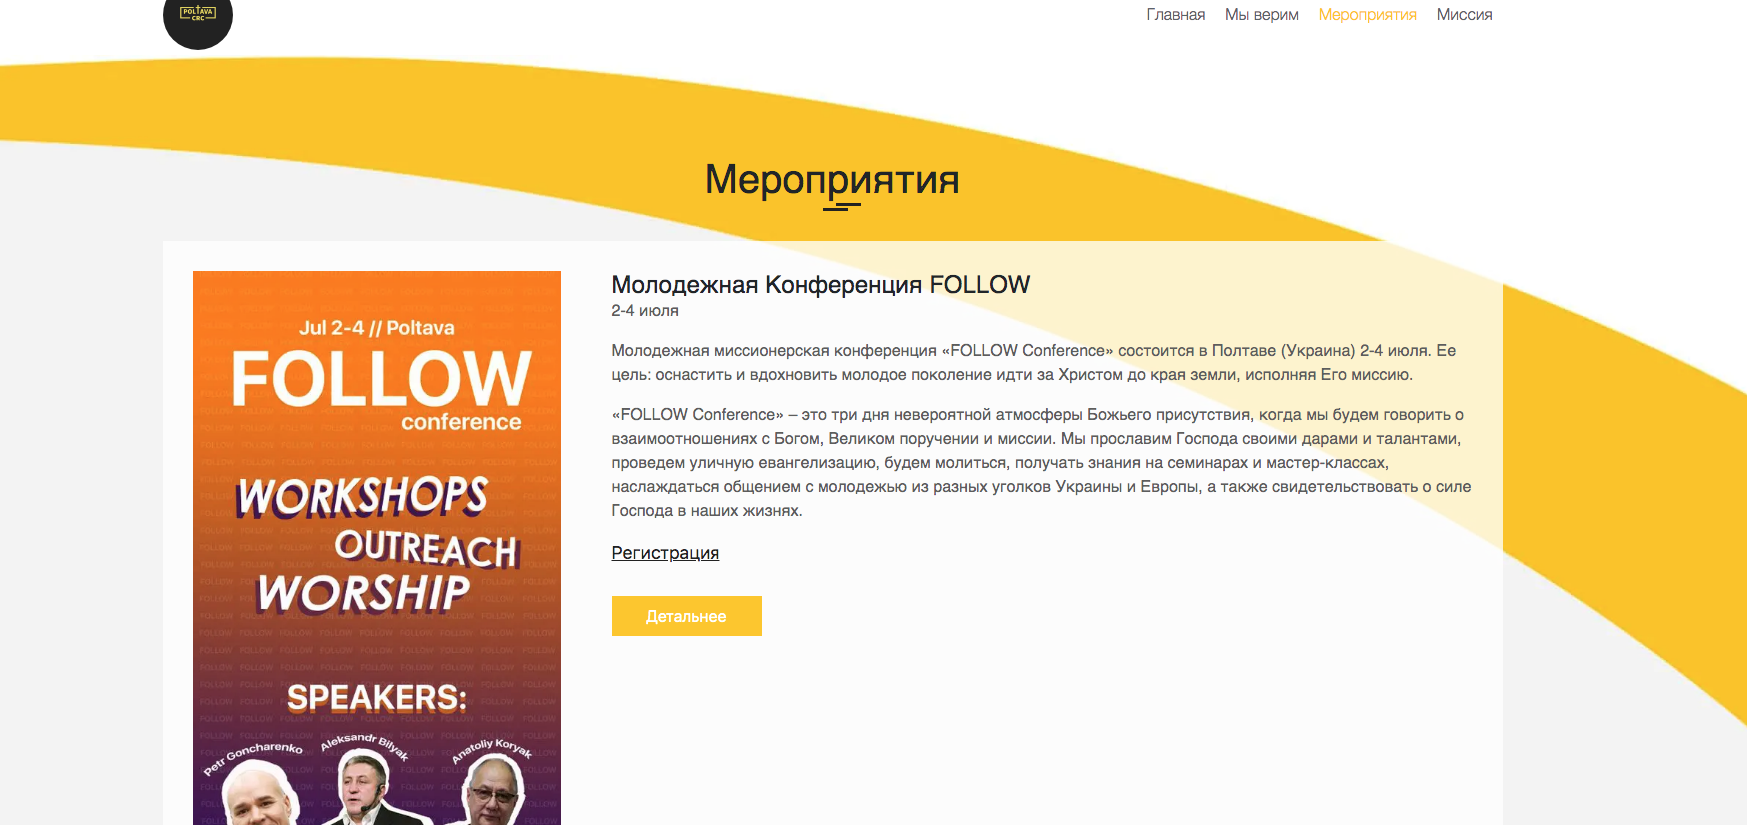 POLTAVA
CRC
Главная Мы верим Мероприятия Миссия
Мероприятия
Jul 2-4 // Poltava
FOLLOW
conference
WORKSHOPS
OUTREACH
WORSHIP
SPEAKERS:
Petr Goncharenko
Aleksandr Bilyak
Anatoliy Koryak
Молодежная Конференция FOLLOW
2-4 июля
Молодежная миссионерская конференция «FOLLOW Conference» состоится в Полтаве (Украина) 2-4 июля. Ее
цель: оснастить и вдохновить молодое поколение идти за Христом до края земли, исполняя Его миссию.
«FOLLOW Conference» – это три дня невероятной атмосферы Божьего присутствия, когда мы будем говорить о
взаимоотношениях с Богом, Великом поручении и миссии. Мы прославим Господа своими дарами и талантами,
проведем уличную евангелизацию, будем молиться, получать знания на семинарах и мастер-классах,
наслаждаться общением с молодежью из разных уголков Украины и Европы, а также свидетельствовать о силе
Господа в наших жизнях.
Регистрация
Детальнее